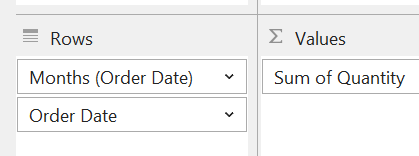 Rows
Σ Values
Months (Order Date)
Sum of Quantity
Order Date